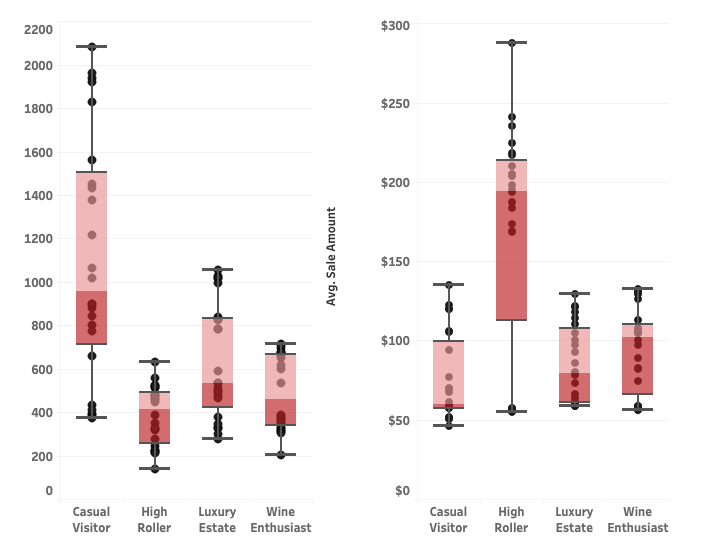 2200
2000
1800
1600
1400
1200
1000
800
600
400
200
0
Casual
Visitor
High
Roller
Luxury
Estate
Wine
Enthusiast
Avg. Sale Amount
$300
$250
$200
$150
$100
$50
$0
Casual
Visitor
High
Roller
Luxury
Estate
Wine
Enthusiast